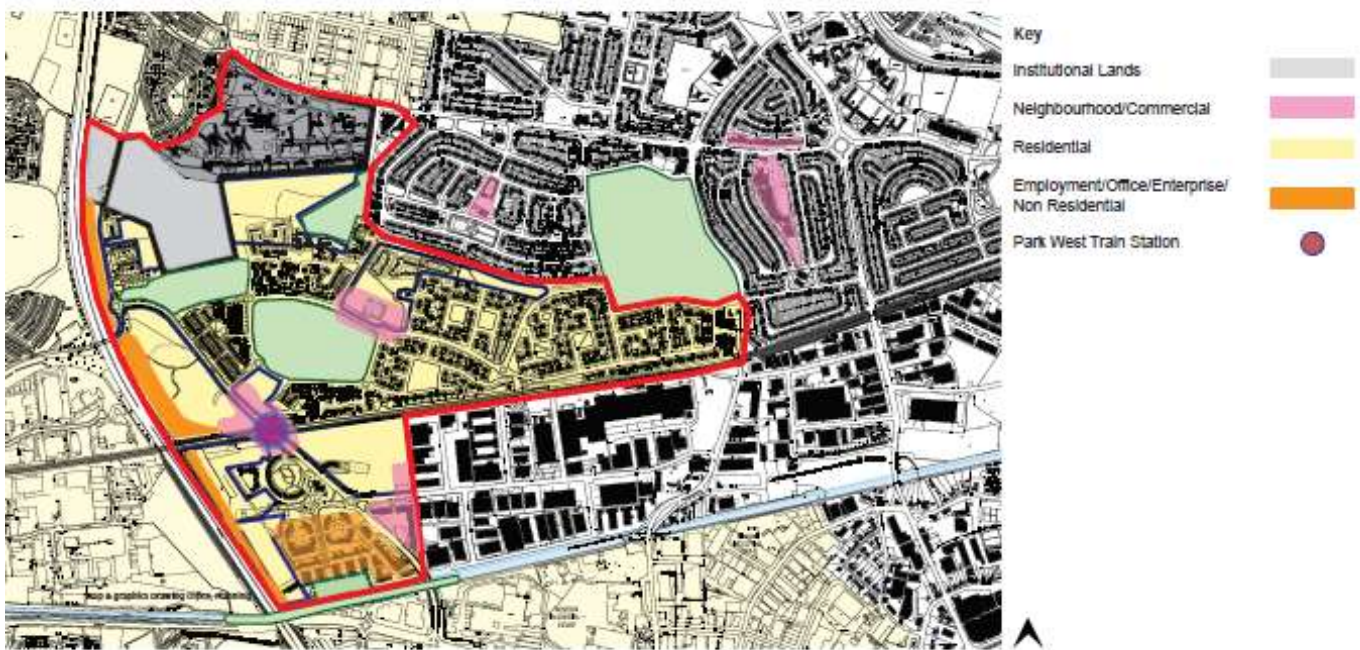 Key
Institutional Lands
Neighbourhood/Commercial
Residential
Employment/Office/Enterprise/
Non Residential
Park West Train Station